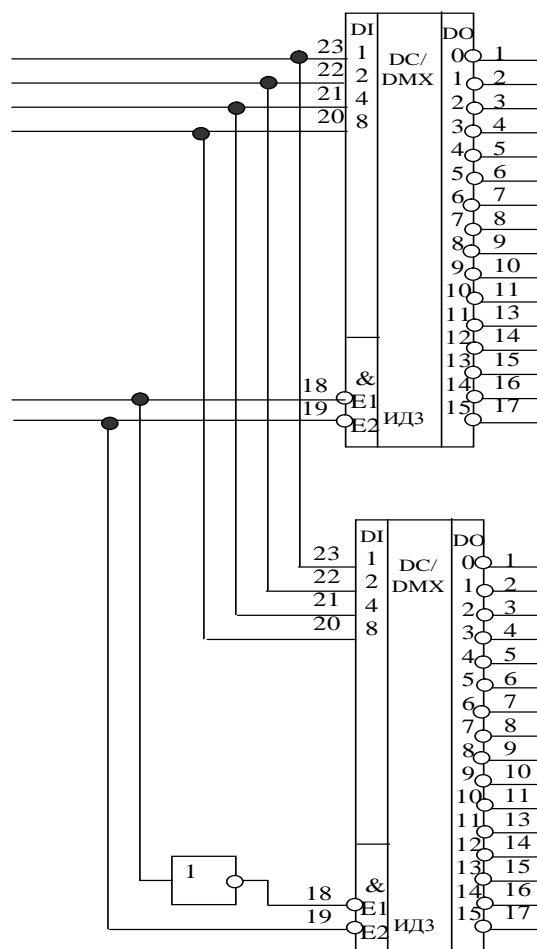 DI DO
23 1 DC/ 0 1
22 2 DMX 1 2
21 4 2 3
20 8 3 4
4 5
5 6
6 7
7 8
8 9
9 10
10 11
11 13
12 14
13 15
18 & 14 16
19 E1 15 17
E2 ИД3
DI DO
23 1 DC/ 0 1
22 2 DMX 1 2
21 4 2 3
20 8 3 4
4 5
5 6
6 7
7 8
8 9
9 10
10 11
11 13
12 14
1 13 15
18 & 14 16
19 E1 15 17
E2 ИД3